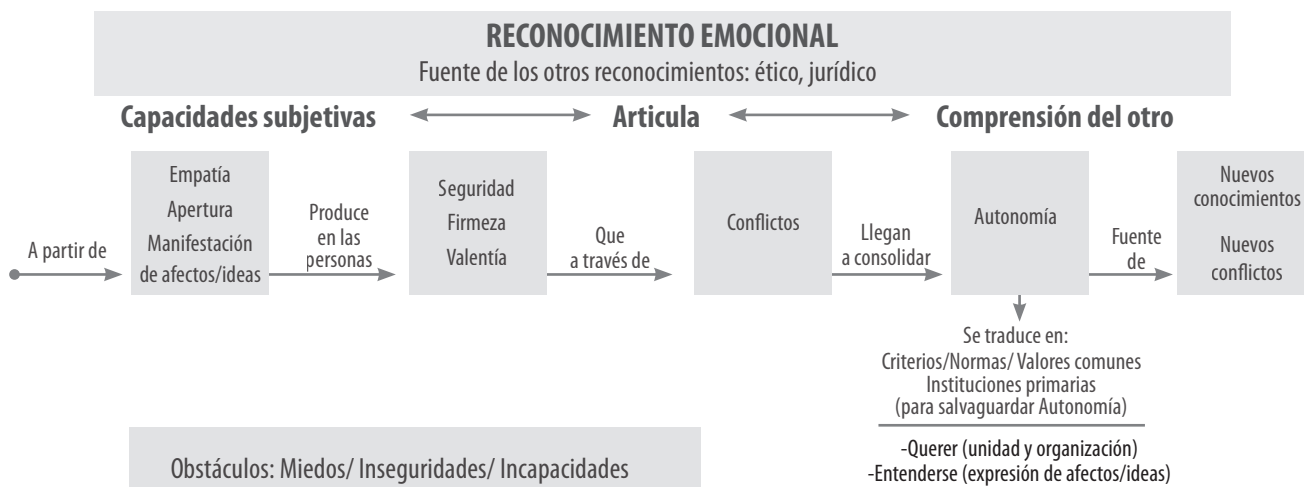 RECONOCIMIENTO EMOCIONAL
Fuente de los otros reconocimientos: ético, jurídico
Capacidades subjetivas
Articula
Comprensión del otro
A partir de
Empatía
Apertura
Manifestación
de afectos/ideas
Produce
en las
personas
Seguridad
Firmeza
Valentía
Que
a través de
Conflictos
Llegan
a consolidar
Autonomía
Fuente
de
Nuevos
conocimientos
Nuevos
conflictos
Se traduce en:
Criterios/Normas/ Valores comunes
Instituciones primarias
(para salvaguardar Autonomía)
-Querer (unidad y organización)
-Entenderse (expresión de afectos/ideas)
Obstáculos: Miedos/ Inseguridades/ Incapacidades